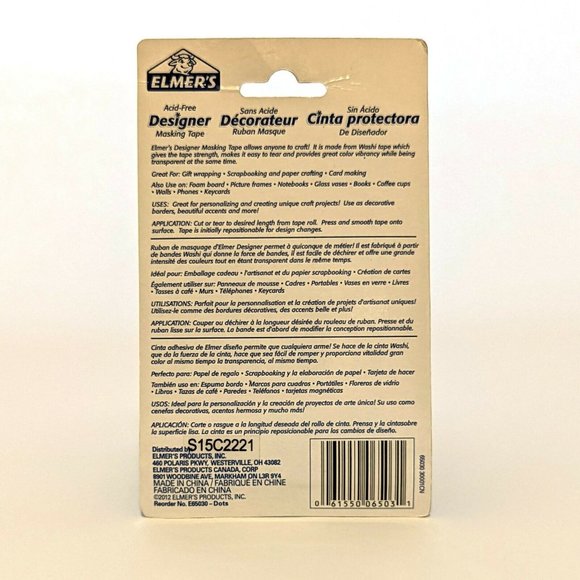 ELMER'S
Acid-Free
Designer
Masking Tape
Sans Acide
Décorateur
Ruban Masque
Sin Ácido
Cinta protectora
De Diseñador
Elmer's Designer Masking Tape allows anyone to craft! It is made from Washi tape which
gives the tape strength, makes it easy to tear and provides great color vibrancy while being
transparent at the same time.
Great For: Gift wrapping • Scrapbooking and paper crafting • Card making
Also Use on: Foam board • Picture frames • Notebooks • Glass vases • Books • Coffee cups
• Walls • Phones • Keycards
USES: Great for personalizing and creating unique craft projects! Use as decorative
borders, beautiful accents and more!
APPLICATION: Cut or tear to desired length from tape roll. Press and smooth tape onto
surface. Tape is initially repositionable for design changes.
Ruban de masquage d'Elmer Designer permet à quiconque de métier! Il est fabriqué à partir
de bandes Washi qui donne la force de bandes, il est facile de déchirer et offre une grande
intensité des couleurs tout en étant transparent dans le même temps.
Idéal pour: Emballage cadeau • l'artisanat et du papier scrapbooking • Création de cartes
Également utiliser sur: Panneaux de mousse • Cadres • Portables • Vases en verre • Livres
• Tasses à café • Murs • Téléphones • Keycards
UTILISATIONS: Parfait pour la personnalisation et la création de projets d'artisanat uniques!
Utilisez-le comme des bordures décoratives, des accents belle et plus!
APPLICATION: Couper ou déchirer à la longueur désirée du rouleau de ruban. Presse et du
ruban lisse sur la surface. La bande est d'abord de modifier la conception repositionnable.
Cinta adhesiva de Elmer diseño permite que cualquiera arme! Se hace de la cinta Washi,
que da la fuerza de la cinta, hace que sea fácil de romper y proporciona vitalidad gran
color al mismo tiempo la transparencia, al mismo tiempo.
Perfecto para: Papel de regalo • Scrapbooking y la elaboración de papel • Tarjeta de hacer
También uso en: Espuma bordo • Marcos para cuadros • Portátiles • Floreros de vidrio
• Libros • Tazas de café • Paredes • Teléfonos • tarjetas magnéticas
USOS: Ideal para la personalización y la creación de proyectos de arte único! Su uso como
cenefas decorativas, acentos hermosa y mucho más!
APLICACIÓN: Corte o rasgue a la longitud deseada del rollo de cinta. Prensa y la cintasobre
la superficie lisa. La cinta es un principio reposicionable para los cambios de diseño.
Distributed by
S15C2221
ELMER'S PRODUCTS, INC.
460 POLARIS PKWY, WESTERVILLE, OH 43082
ELMER'S PRODUCTS CANADA, CORP
8901 WOODBINE AVE, MARKHAM ON L3R 9Y4
MADE IN CHINA / FABRIQUE EN CHINE
FABRICADO EN CHINA
©2012 ELMER'S PRODUCTS, INC.
Reorder No. E65030 - Dots
0 61550 06503 1